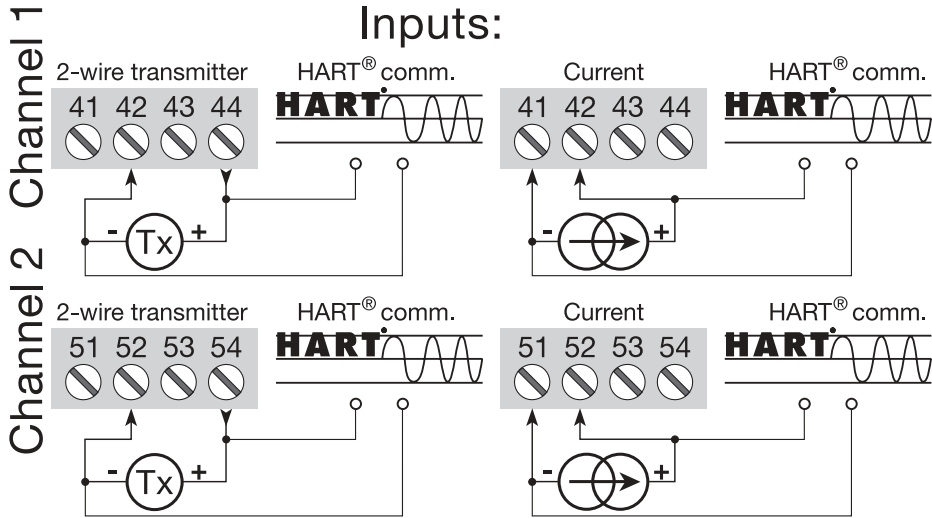 Inputs:
Channel 1
2-wire transmitter HART® comm. Current HART® comm.
41 42 43 44 HART 41 42 43 44 HART
- Tx + - +
Channel 2
2-wire transmitter HART® comm. Current HART® comm.
51 52 53 54 HART 51 52 53 54 HART
- Tx + - +